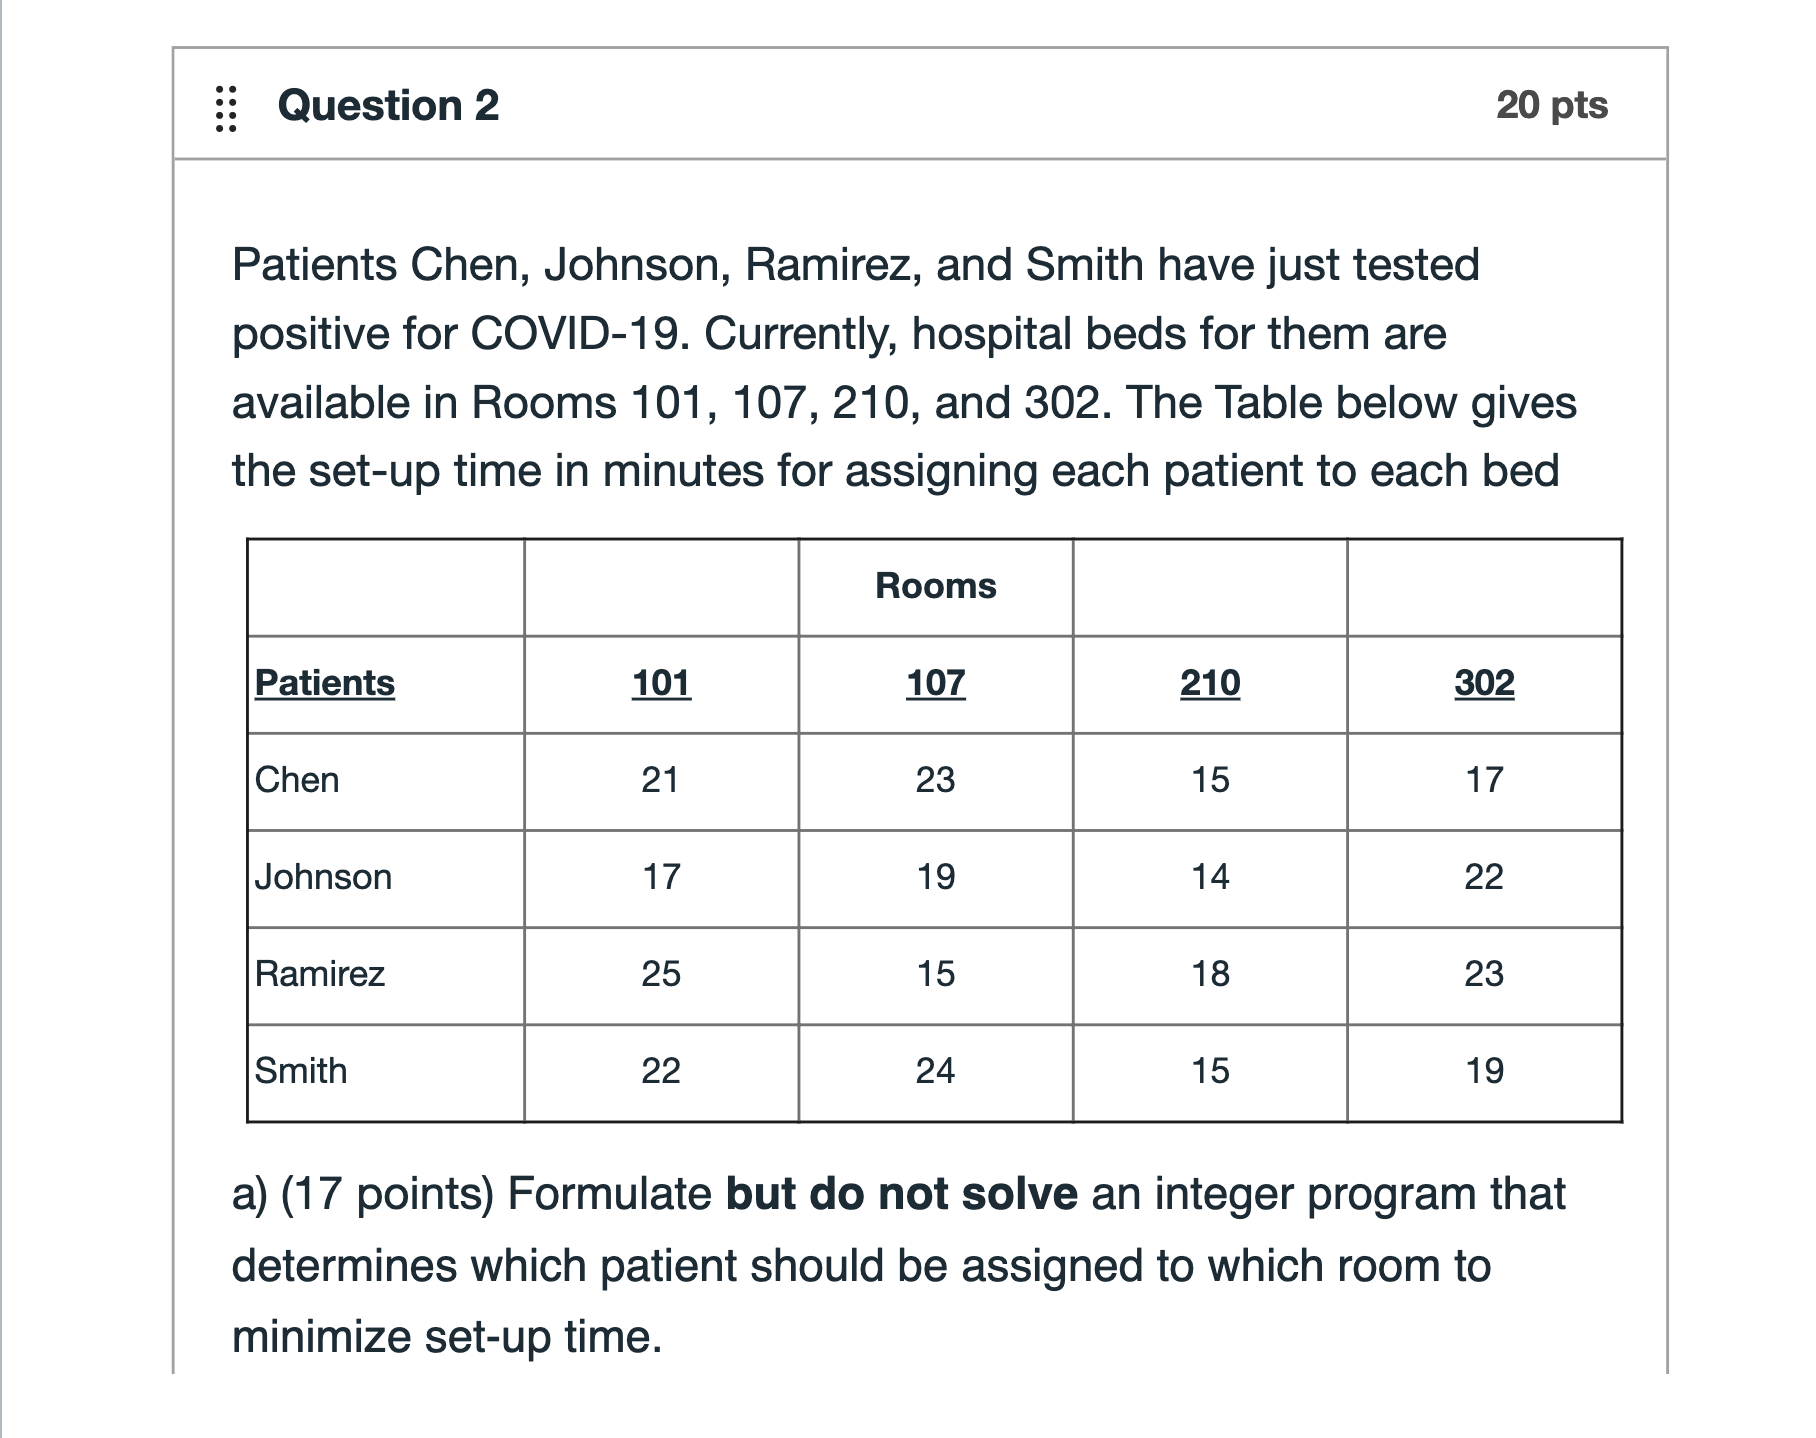 Question 2 20 pts
Patients Chen, Johnson, Ramirez, and Smith have just tested
positive for COVID-19. Currently, hospital beds for them are
available in Rooms 101, 107, 210, and 302. The Table below gives
the set-up time in minutes for assigning each patient to each bed
Rooms
Patients 101 107 210 302
Chen 21 23 15 17
Johnson 17 19 14 22
Ramirez 25 15 18 23
Smith 22 24 15 19
a) (17 points) Formulate but do not solve an integer program that
determines which patient should be assigned to which room to
minimize set-up time.